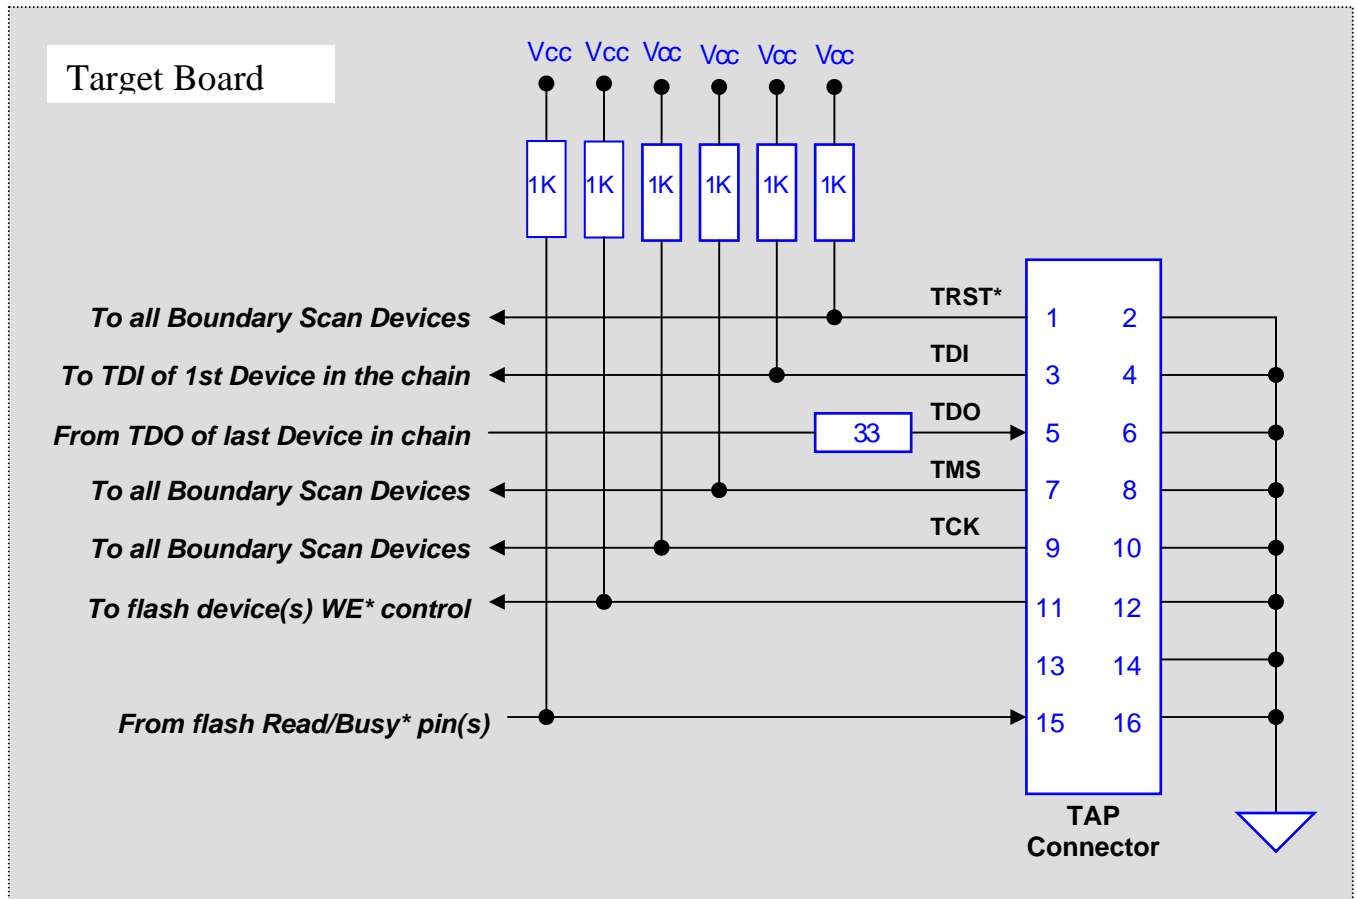 Target Board
Vcc Vcc Vcc Vcc Vcc Vcc
1K 1K 1K 1K 1K 1K
To all Boundary Scan Devices TRST* 1 2
To TDI of 1st Device in the chain TDI 3 4
From TDO of last Device in chain 33 TDO 5 6
To all Boundary Scan Devices TMS 7 8
To all Boundary Scan Devices TCK 9 10
To flash device(s) WE* control 11 12
13 14
From flash Read/Busy* pin(s) 15 16
TAP
Connector